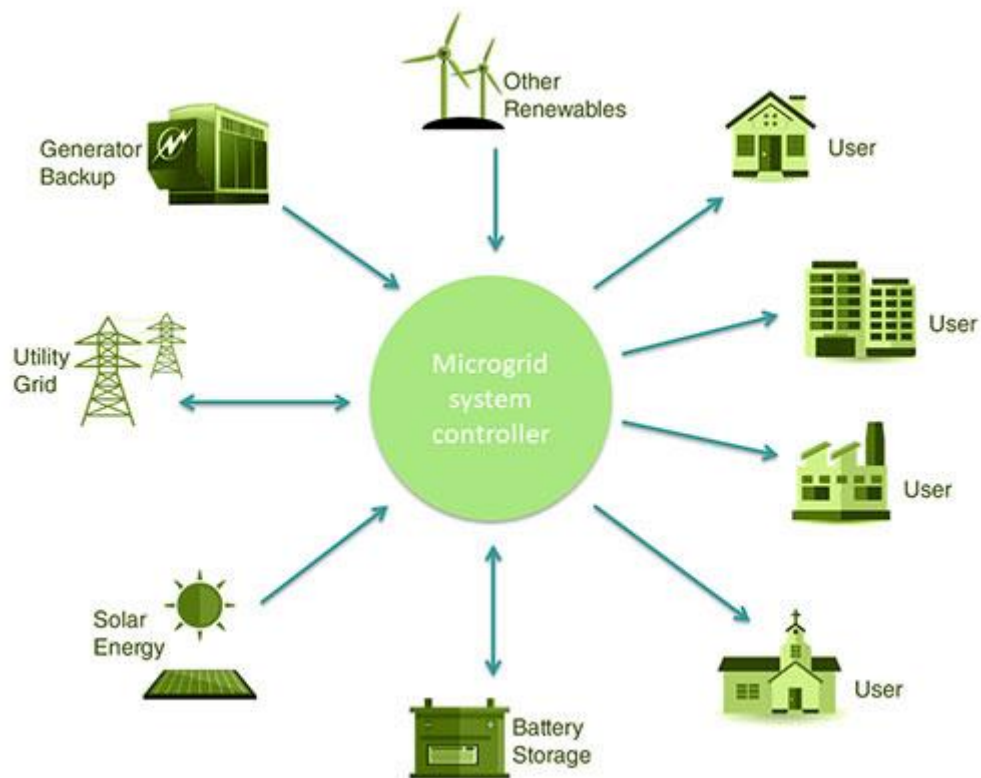 Other
Renewables
Generator
Backup
User
User
Utility
Grid
Microgrid
system
controller
User
Solar
Energy
User
Battery
Storage